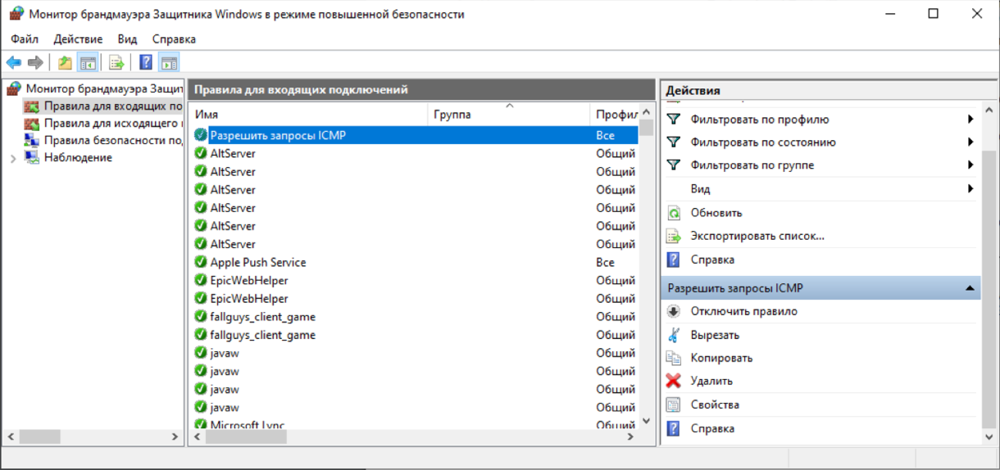 Монитор брандмауэра Защитника Windows в режиме повышенной безопасности
Файл Действие Вид Справка
Монитор брандмауэра Защит
Правила для входящих по
Правила для исходящего
Правила безопасности по
Наблюдение
Правила для входящих подключений
Имя Группа Профил
Разрешить запросы ICMP Все
AltServer Общий
AltServer Общий
AltServer Общий
AltServer Общий
AltServer Общий
AltServer Общий
Apple Push Service Все
EpicWebHelper Общий
EpicWebHelper Общий
fallguys_client_game Общий
fallguys_client_game Общий
javaw Общий
javaw Общий
javaw Общий
javaw Общий
Microsoft Lync Общий
Действия
Фильтровать по профилю
Фильтровать по состоянию
Фильтровать по группе
Вид
Обновить
Экспортировать список...
Справка
Разрешить запросы ICMP
Отключить правило
Вырезать
Копировать
Удалить
Свойства
Справка